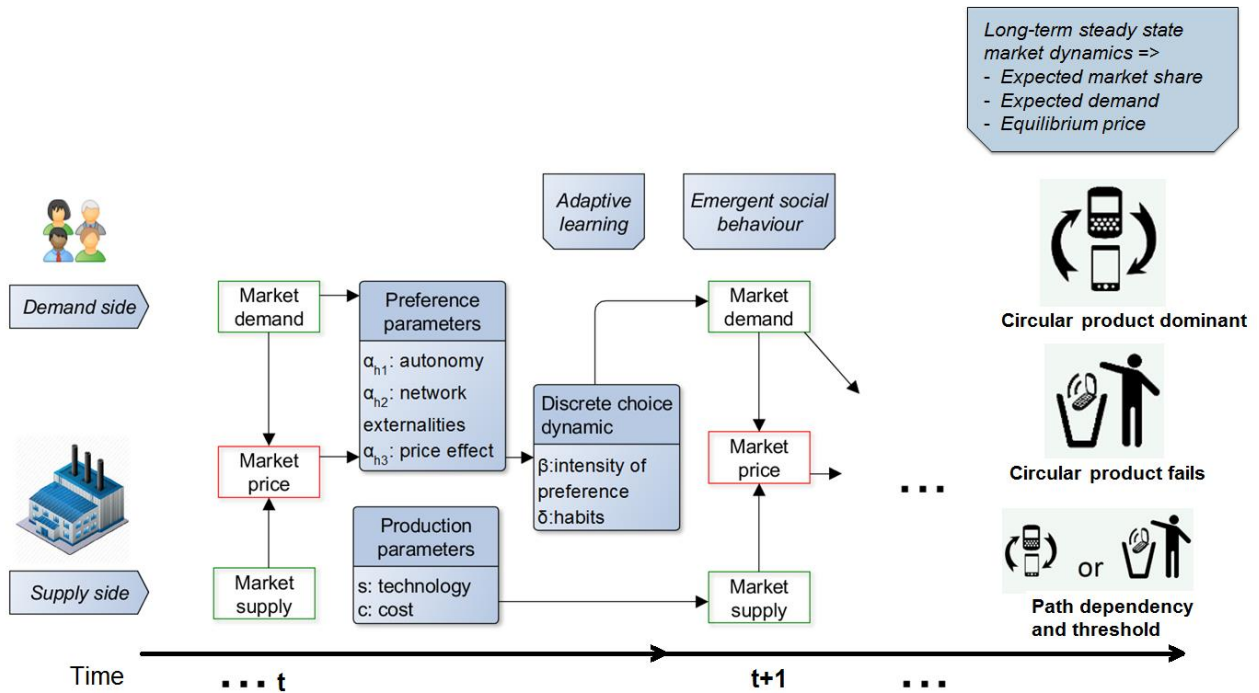 Long-term steady state
market dynamics =>
- Expected market share
- Expected demand
- Equilibrium price
Adaptive
learning
Emergent social
behaviour
Demand side
Market
demand
Preference
parameters
αh1: autonomy
αh2: network
externalities
αh3: price effect
Market
demand
Circular product dominant
Discrete choice
dynamic
β:intensity of
preference
δ:habits
Market
price
Market
price
...
Circular product fails
Production
parameters
s: technology
c: cost
Supply side
Market
supply
Market
supply
or
Path dependency
and threshold
Time
... t
t+1
...